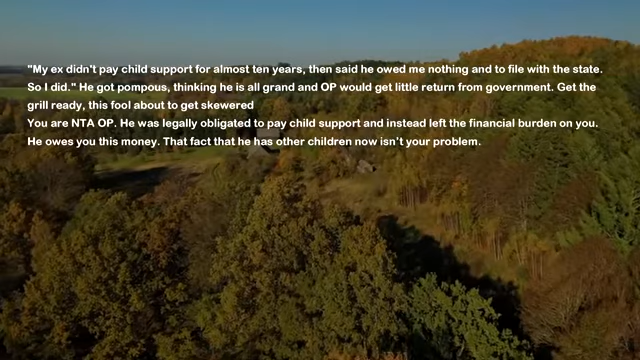 "My ex didn't pay child support for almost ten years, then said he owed me nothing and to file with the state.
So I did." He got pompous, thinking he is all grand and OP would get little return from government. Get the
grill ready, this fool about to get skewered
You are NTA OP. He was legally obligated to pay child support and instead left the financial burden on you.
He owes you this money. That fact that he has other children now isn't your problem.